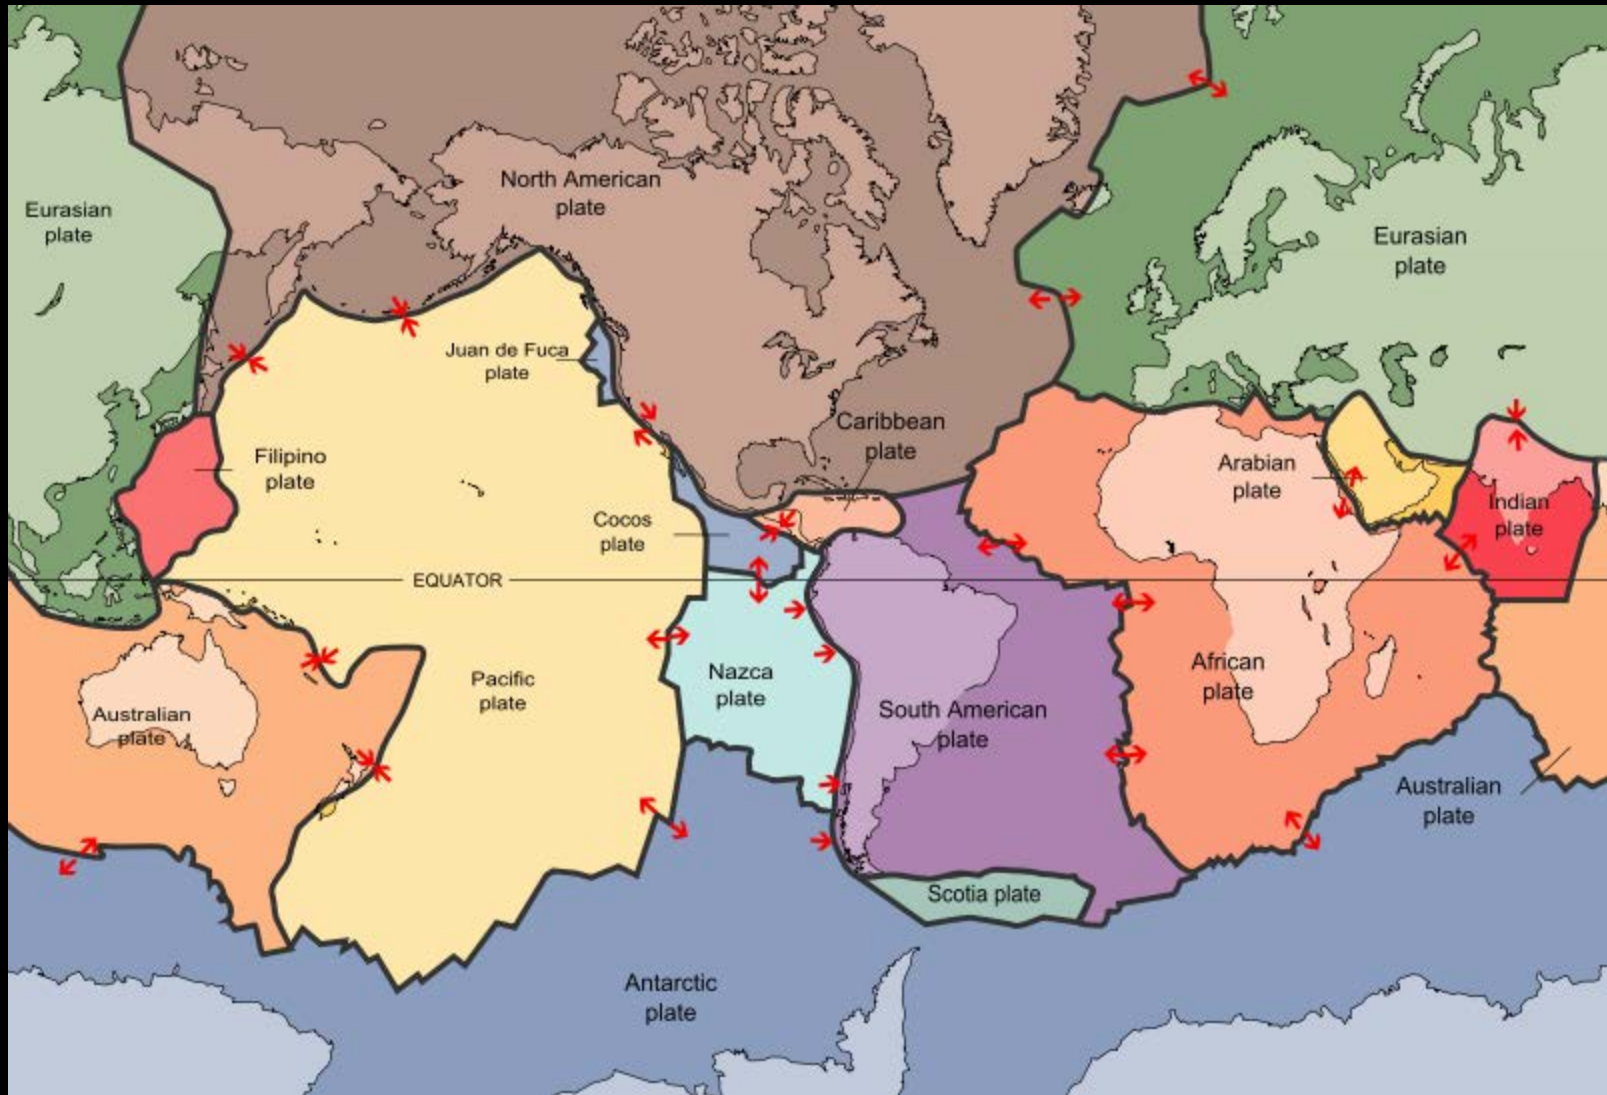 North American
plate
Eurasian
plate
Eurasian
plate
Juan de Fuca
plate
Caribbean
plate
Filipino
plate
Arabian
plate
Indian
plate
Cocos
plate
EQUATOR
Pacific
plate
Nazca
plate
African
plate
Australian
plate
South American
plate
Australian
plate
Scotia plate
Antarctic
plate